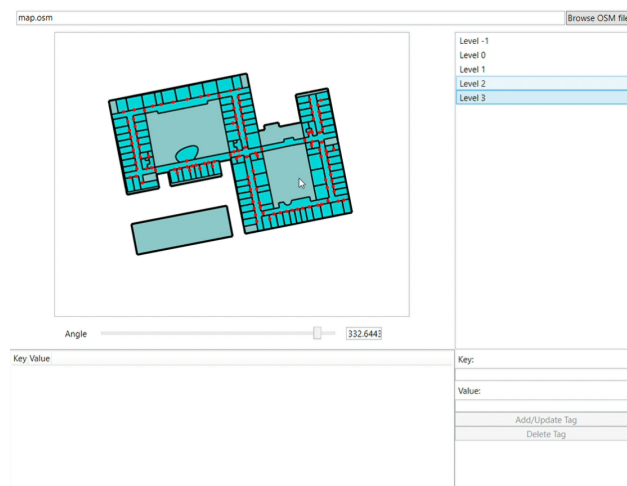 map.osm
Browse OSM file
Level -1
Level 0
Level 1
Level 2
Level 3
Angle
332.6443
Key Value
Key:
Value:
Add/Update Tag
Delete Tag